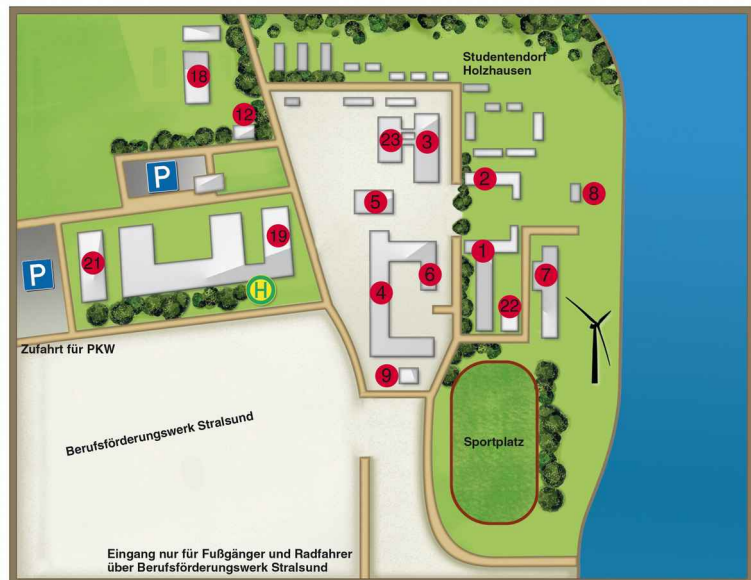 Studentendorf
Holzhausen
18
12
23
3
P
2
8
5
19
21
1
P
H
4
6
7
22
Zufahrt für PKW
9
Berufsförderungswerk Stralsund
Sportplatz
Eingang nur für Fußgänger und Radfahrer
über Berufsförderungswerk Stralsund